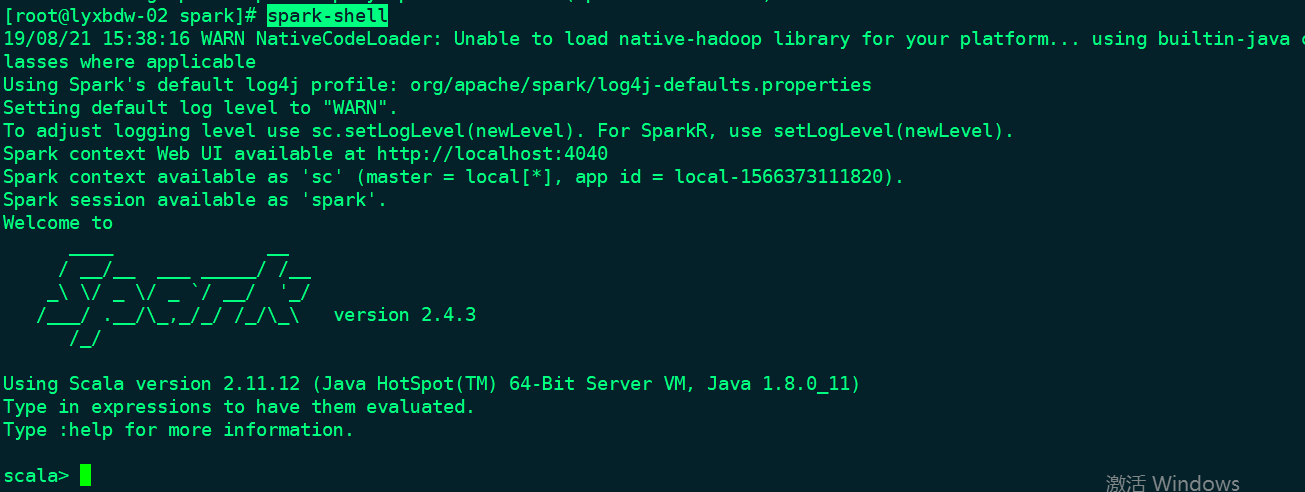 [root@lyxbdw-02 spark]# spark-shell
19/08/21 15:38:16 WARN NativeCodeLoader: Unable to load native-hadoop library for your platform... using builtin-java c
lasses where applicable
Using Spark's default log4j profile: org/apache/spark/log4j-defaults.properties
Setting default log level to "WARN".
To adjust logging level use sc.setLogLevel(newLevel). For SparkR, use setLogLevel(newLevel).
Spark context Web UI available at http://localhost:4040
Spark context available as 'sc' (master = local[*], app id = local-1566373111820).
Spark session available as 'spark'.
Welcome to
      ____              __
     / __/__  ___ _____/ /__
    _\ \/ _ \/ _ `/ __/  '_/
   /___/ .__/\_,_/_/ /_/\_\   version 2.4.3
      /_/
Using Scala version 2.11.12 (Java HotSpot(TM) 64-Bit Server VM, Java 1.8.0_11)
Type in expressions to have them evaluated.
Type :help for more information.
scala>
激活 Windows